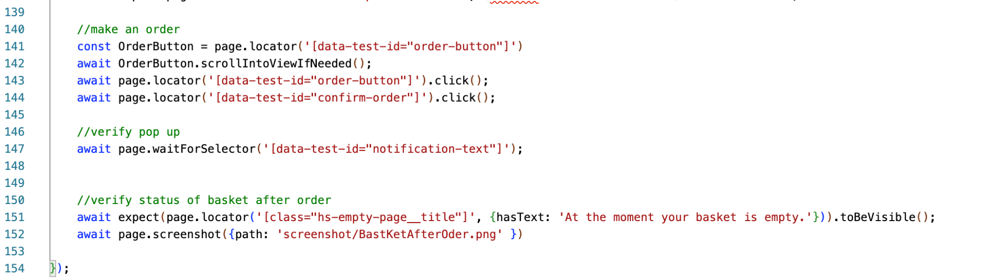 139
140 //make an order
141 const OrderButton = page.locator('[data-test-id="order-button"]')
142 await OrderButton.scrollIntoViewIfNeeded();
143 await page.locator('[data-test-id="order-button"]').click();
144 await page.locator('[data-test-id="confirm-order"]').click();
145
146 //verify pop up
147 await page.waitForSelector('[data-test-id="notification-text"]');
148
149
150 //verify status of basket after order
151 await expect(page.locator('[class="hs-empty-page__title"]', {hasText: 'At the moment your basket is empty.'})).toBeVisible();
152 await page.screenshot({path: 'screenshot/BastKetAfterOder.png' })
153
154 });